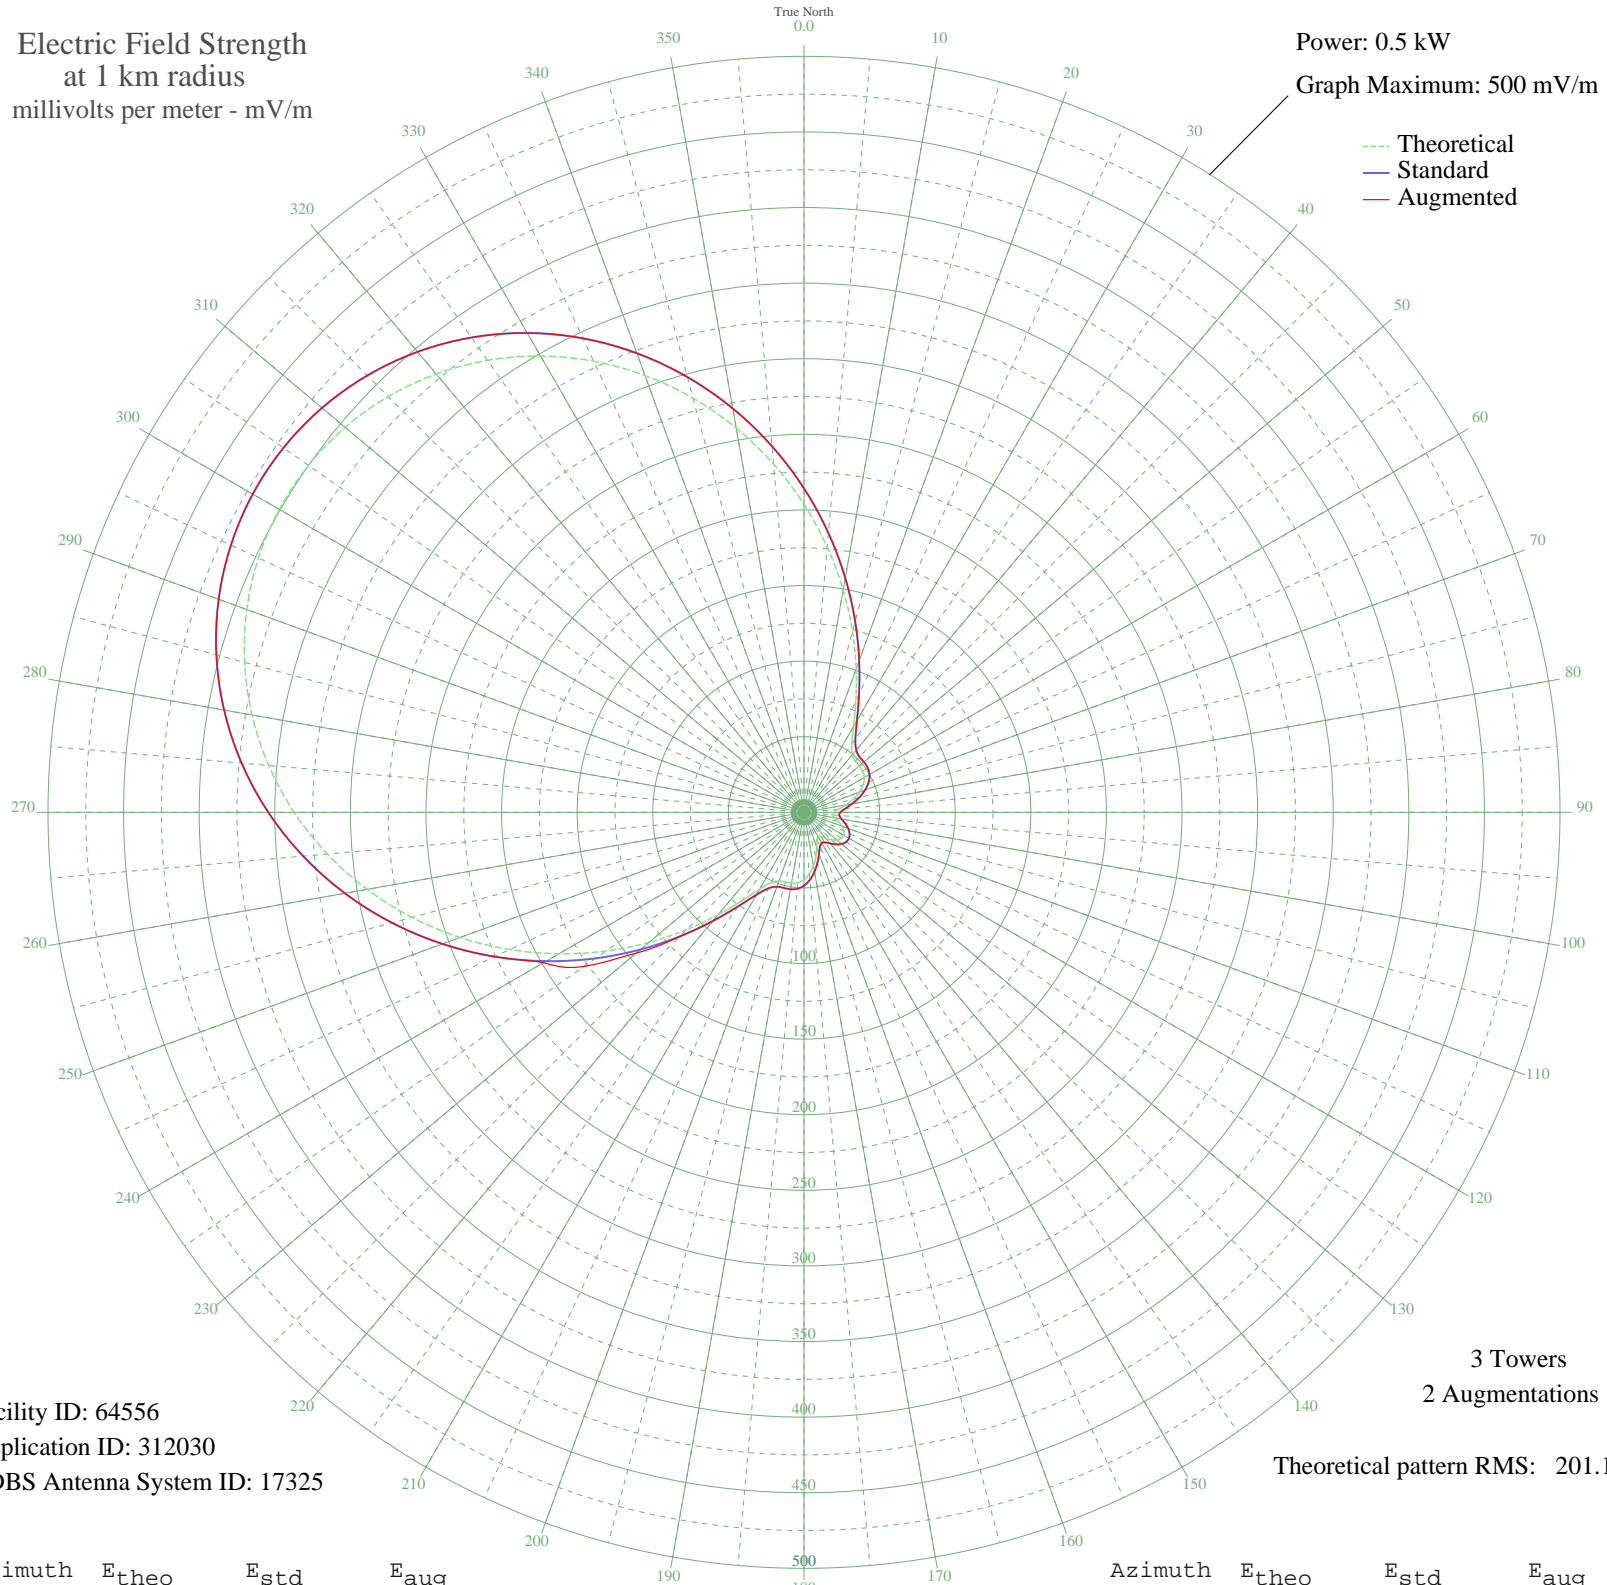 True North
Electric Field Strength
at 1 km radius
millivolts per meter - mV/m
Power: 0.5 kW
Graph Maximum: 500 mV/m
Theoretical
Standard
Augmented
0.0
10
20
30
40
50
60
70
80
90
100
110
120
130
140
150
160
170
190
200
210
220
230
240
250
260
270
280
290
300
310
320
330
340
350
100
150
200
250
300
350
400
450
500
3 Towers
2 Augmentations
Theoretical pattern RMS: 201.1
cility ID: 64556
plication ID: 312030
DBS Antenna System ID: 17325
imuth Etheo Estd Eaug
Azimuth Etheo Estd Eaug